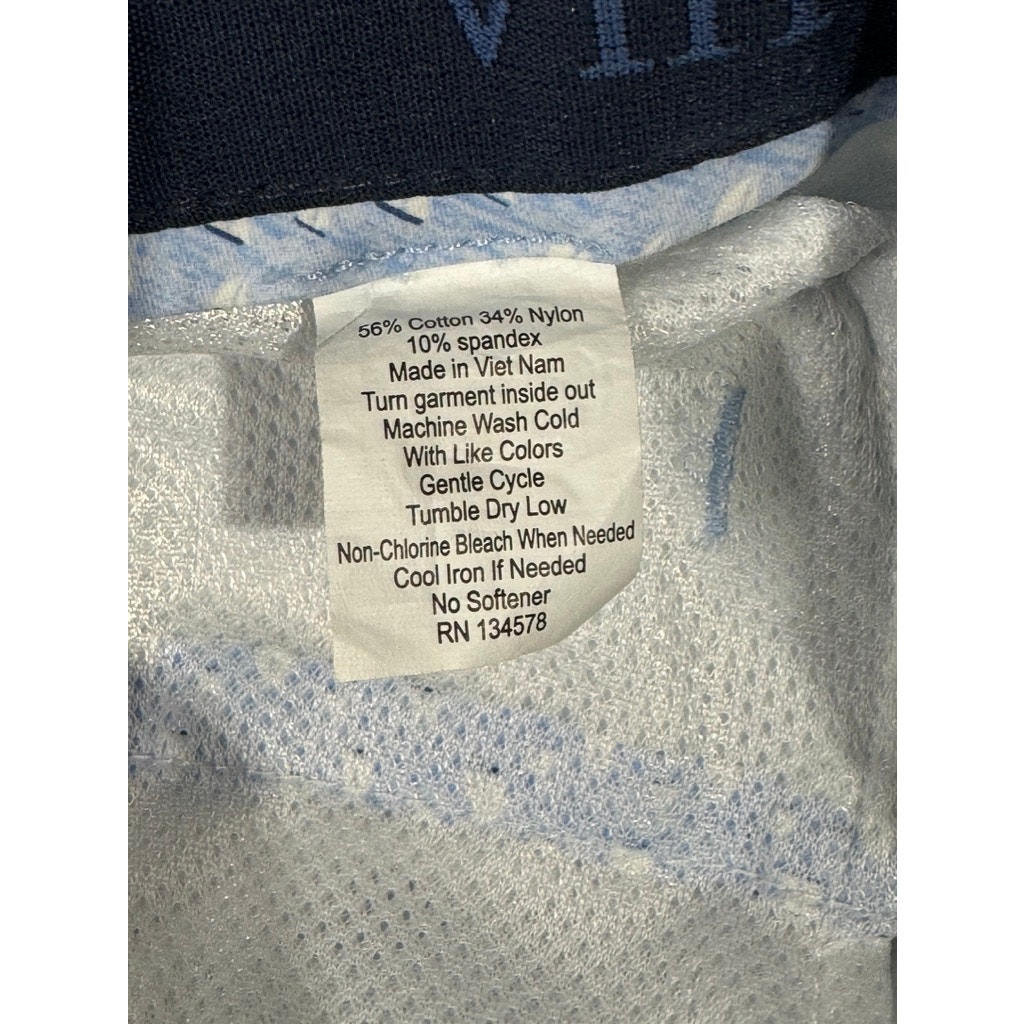 56% Cotton 34% Nylon
10% spandex
Made in Viet Nam
Turn garment inside out
Machine Wash Cold
With Like Colors
Gentle Cycle
Tumble Dry Low
Non-Chlorine Bleach When Needed
Cool Iron If Needed
No Softener
RN 134578